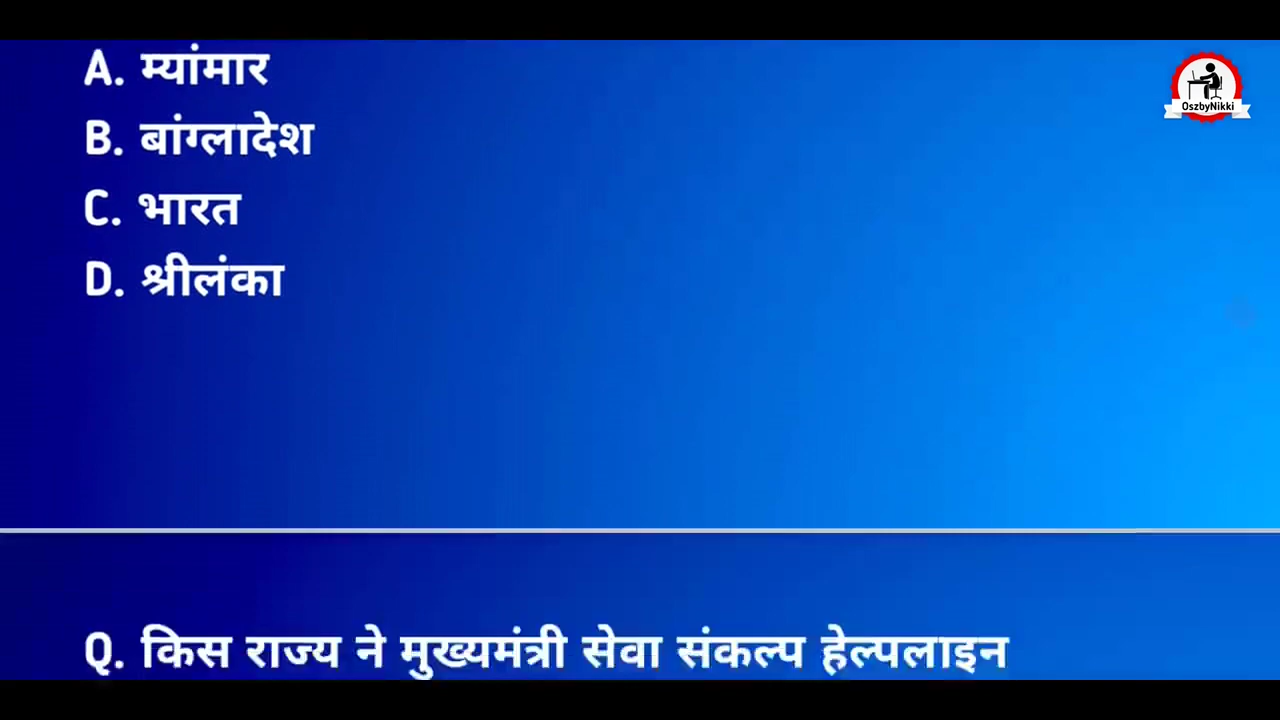 A. म्यांमार
OszbyNikki
B. बांग्लादेश
C. भारत
D. श्रीलंका
Q. किस राज्य ने मुख्यमंत्री सेवा संकल्प हेल्पलाइन